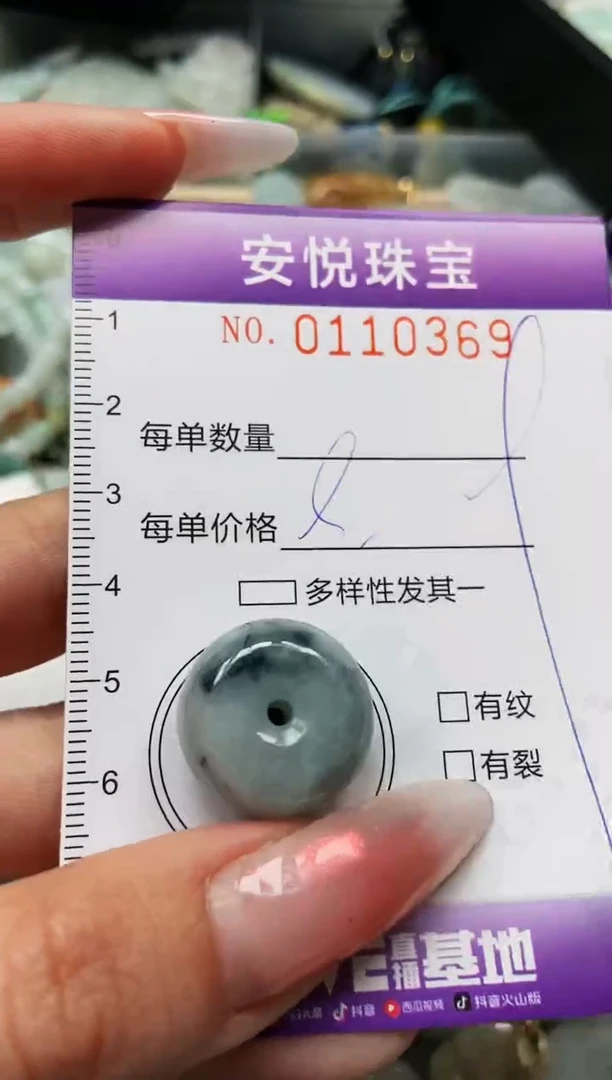 安悦珠宝
1
NO. 0110369
2
每单数量
3
每单价格
4
多样性发其一
5
有纹
有裂
6
直播基地
抖音 西瓜视频 抖音火山版